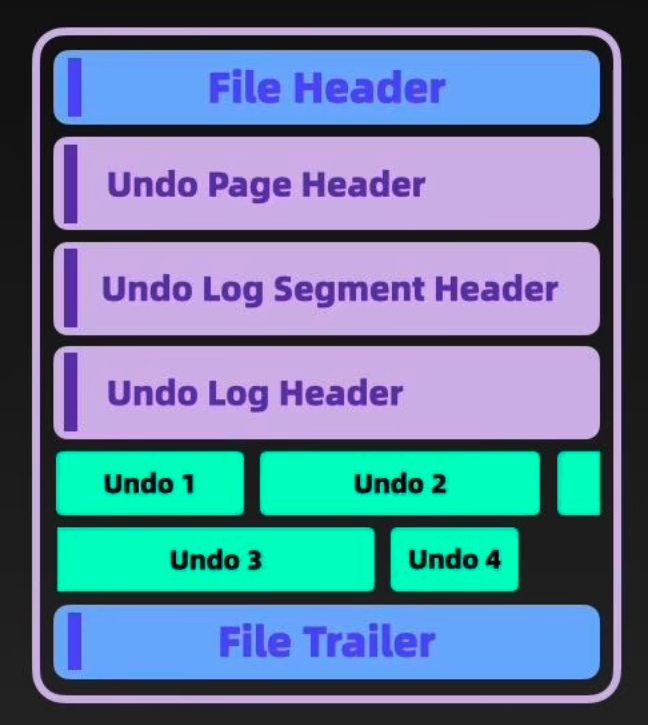 File Header
Undo Page Header
Undo Log Segment Header
Undo Log Header
Undo 1 Undo 2
Undo 3 Undo 4
File Trailer